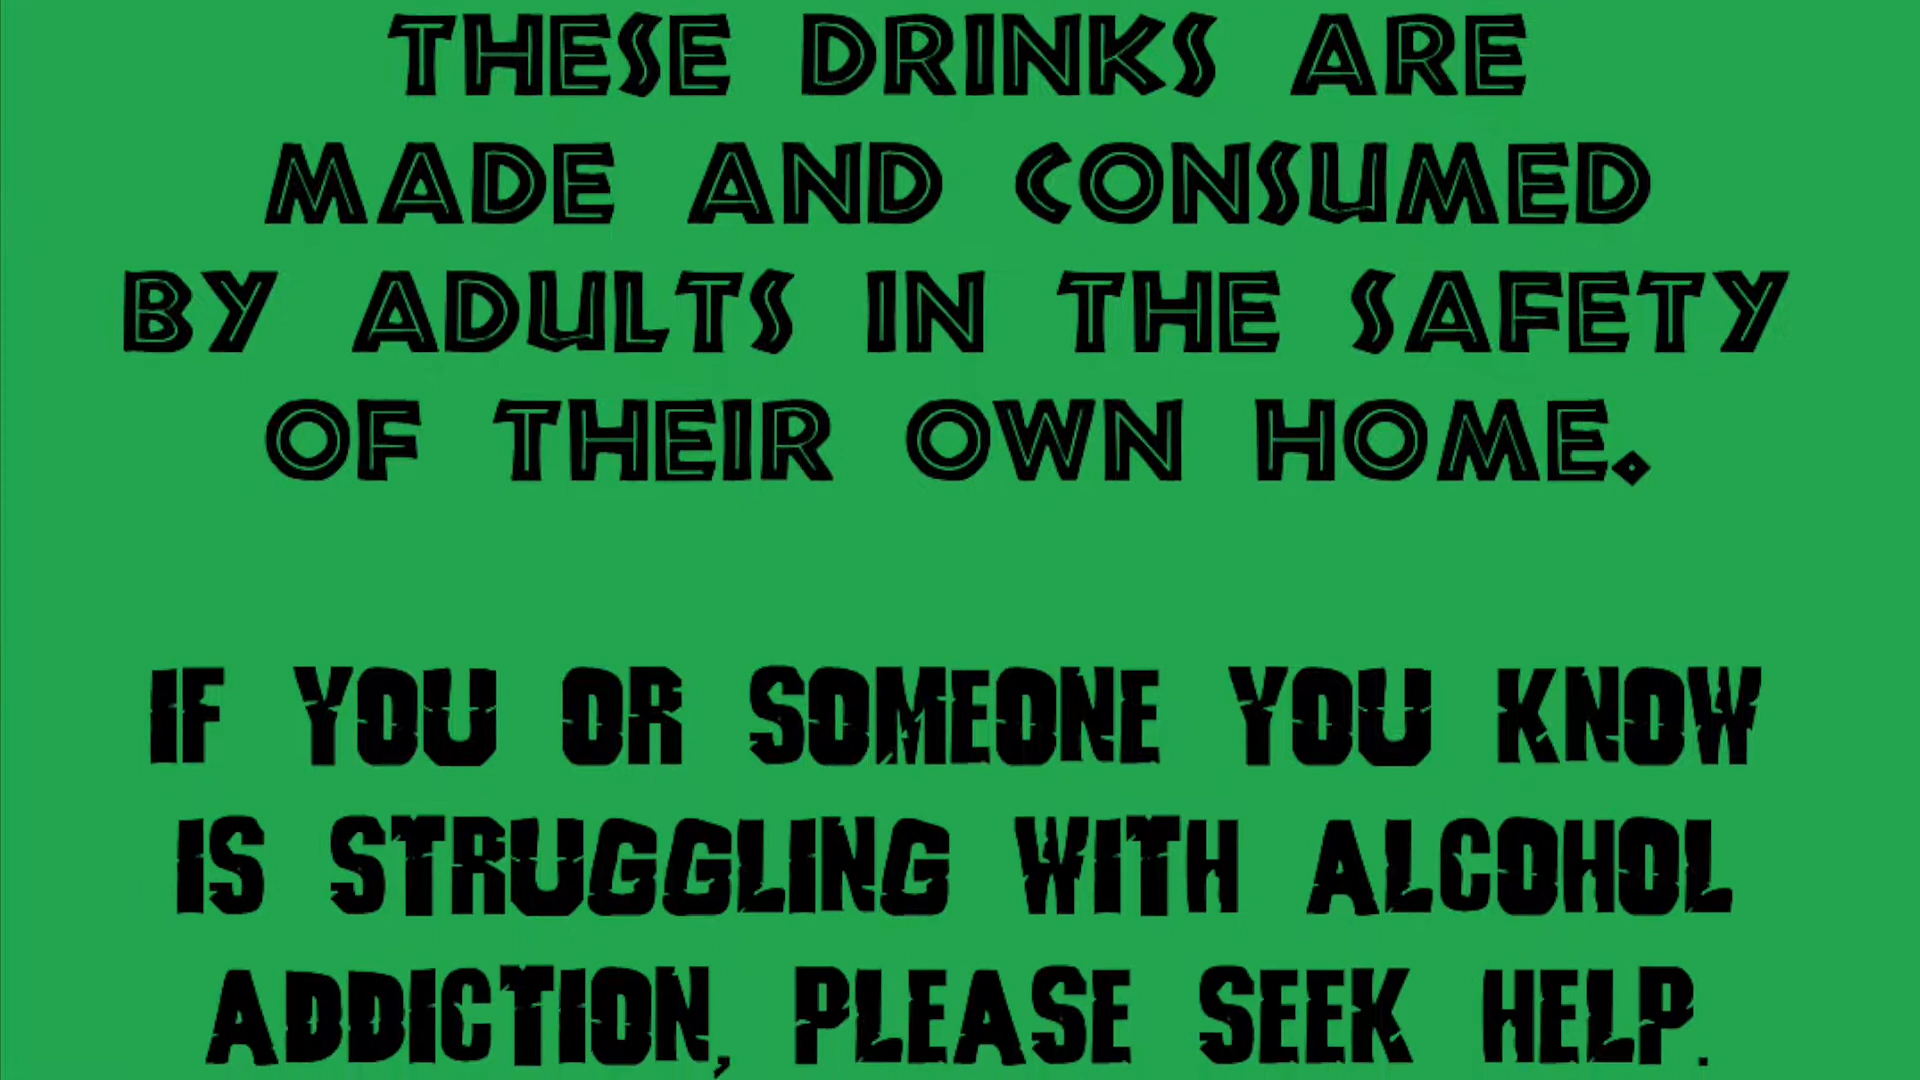 THESE DRINKS ARE
MADE AND CONSUMED
BY ADULTS IN THE SAFETY
OF THEIR OWN HOME.
IF YOU OR SOMEONE YOU KNOW
IS STRUGGLING WITH ALCOHOL
ADDICTION, PLEASE SEEK HELP.